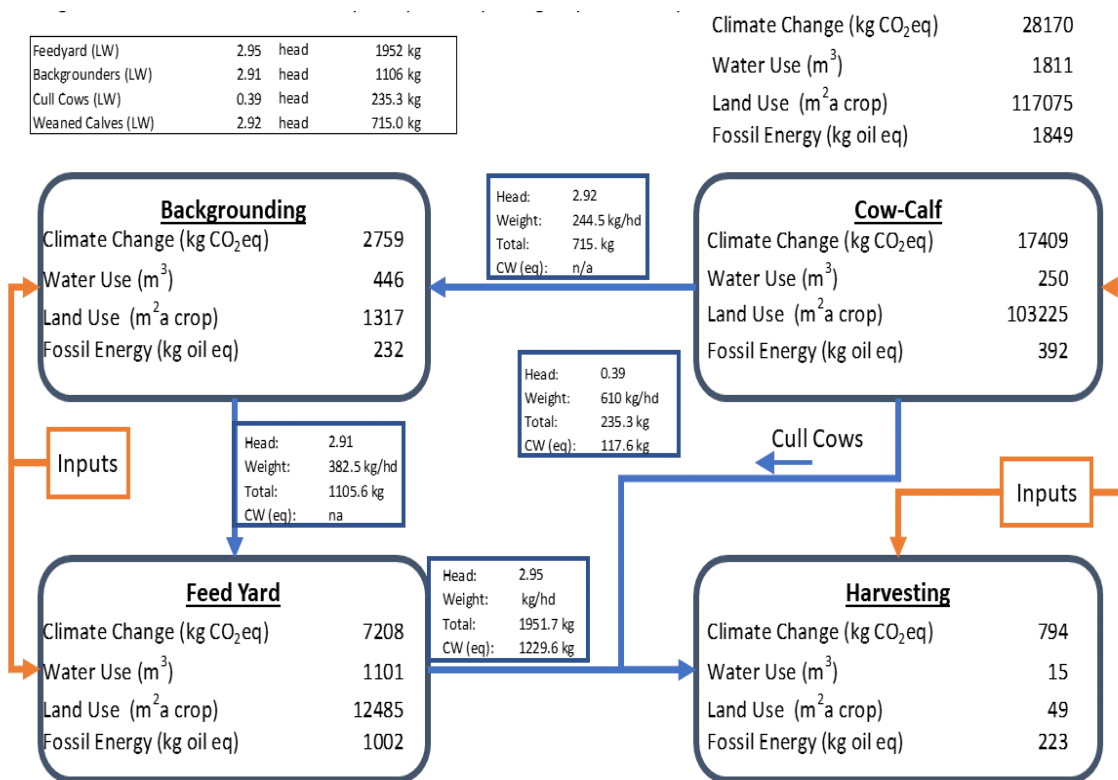 Climate Change (kg CO₂eq) 28170
Water Use (m³) 1811
Land Use (m²a crop) 117075
Fossil Energy (kg oil eq) 1849
Feedyard (LW) 2.95 head 1952 kg
Backgrounders (LW) 2.91 head 1106 kg
Cull Cows (LW) 0.39 head 235.3 kg
Weaned Calves (LW) 2.92 head 715.0 kg
Backgrounding
Climate Change (kg CO₂eq) 2759
Water Use (m³) 446
Land Use (m²a crop) 1317
Fossil Energy (kg oil eq) 232
Head: 2.92
Weight: 244.5 kg/hd
Total: 715. kg
CW (eq): n/a
Cow-Calf
Climate Change (kg CO₂eq) 17409
Water Use (m³) 250
Land Use (m²a crop) 103225
Fossil Energy (kg oil eq) 392
Head: 0.39
Weight: 610 kg/hd
Total: 235.3 kg
CW (eq): 117.6 kg
Cull Cows
Inputs
Head: 2.91
Weight: 382.5 kg/hd
Total: 1105.6 kg
CW (eq): na
Inputs
Feed Yard
Climate Change (kg CO₂eq) 7208
Water Use (m³) 1101
Land Use (m²a crop) 12485
Fossil Energy (kg oil eq) 1002
Head: 2.95
Weight: kg/hd
Total: 1951.7 kg
CW (eq): 1229.6 kg
Harvesting
Climate Change (kg CO₂eq) 794
Water Use (m³) 15
Land Use (m²a crop) 49
Fossil Energy (kg oil eq) 223